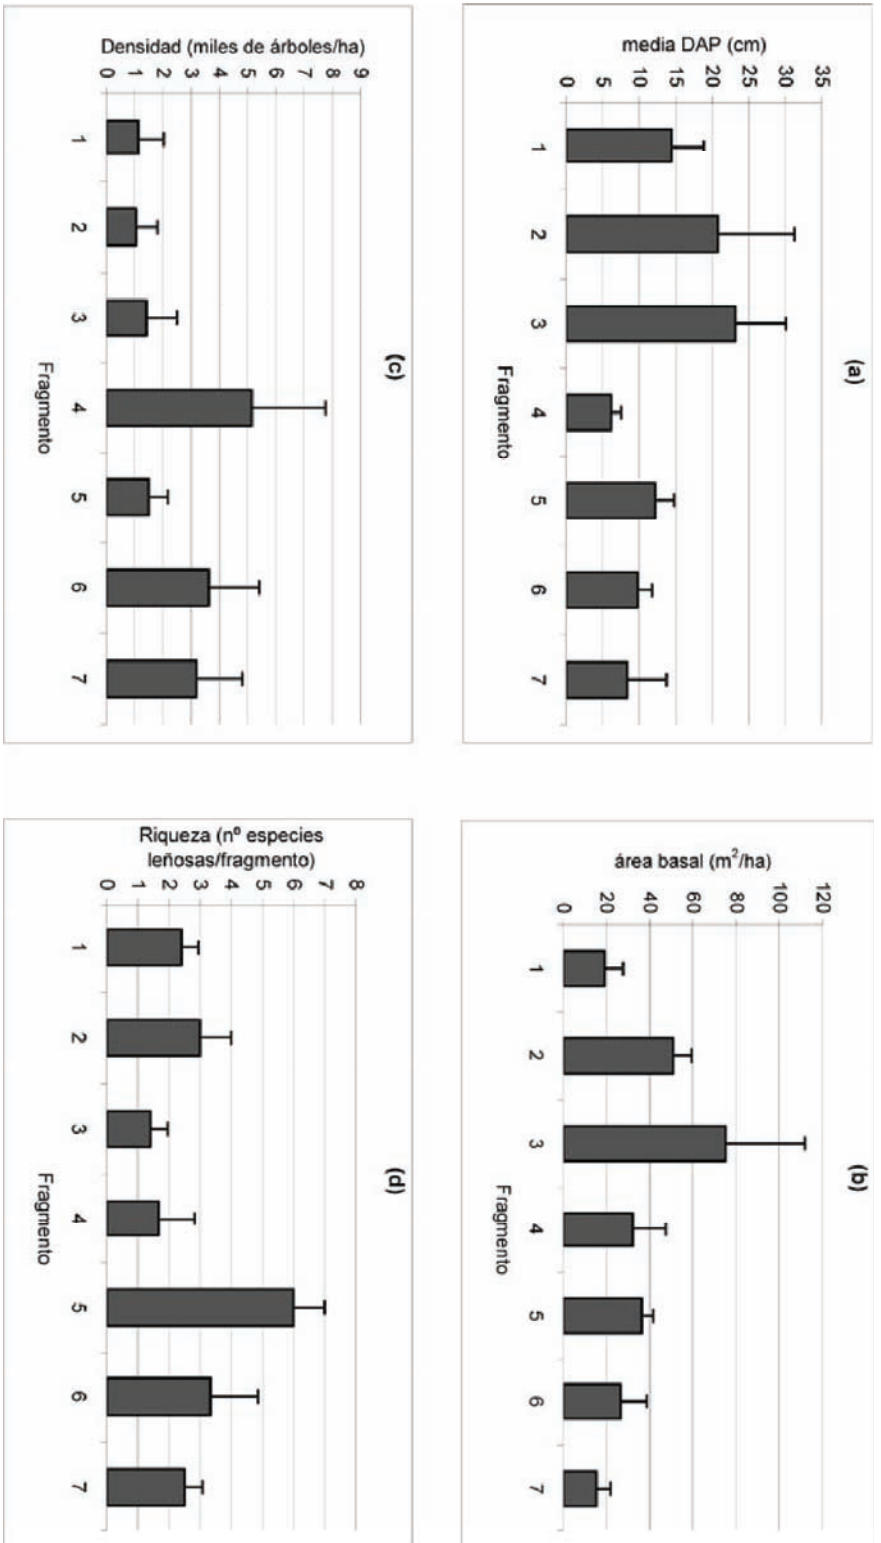 (a)
media DAP (cm)
35
30
25
20
15
10
5
0
1 2 3 4 5 6 7
Fragmento
(b)
área basal (m²/ha)
120
100
80
60
40
20
0
1 2 3 4 5 6 7
Fragmento
(c)
Densidad (miles de árboles/ha)
9
8
7
6
5
4
3
2
1
0
1 2 3 4 5 6 7
Fragmento
(d)
Riqueza (nº especies
leñosas/fragmento)
8
7
6
5
4
3
2
1
0
1 2 3 4 5 6 7
Fragmento